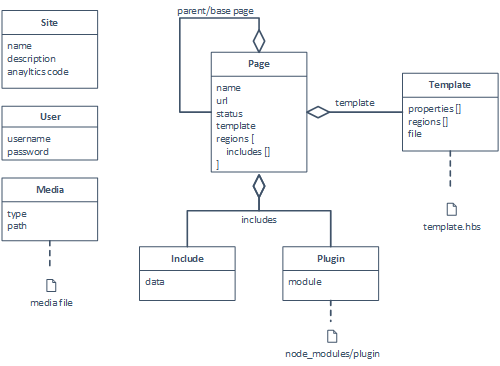 parent/base page
Site
name
description
anayltics code
Page
name
url
status
template
regions [
includes []
]
template
Template
properties []
regions []
file
User
username
password
Media
type
path
template.hbs
includes
Include
data
Plugin
module
media file
node_modules/plugin